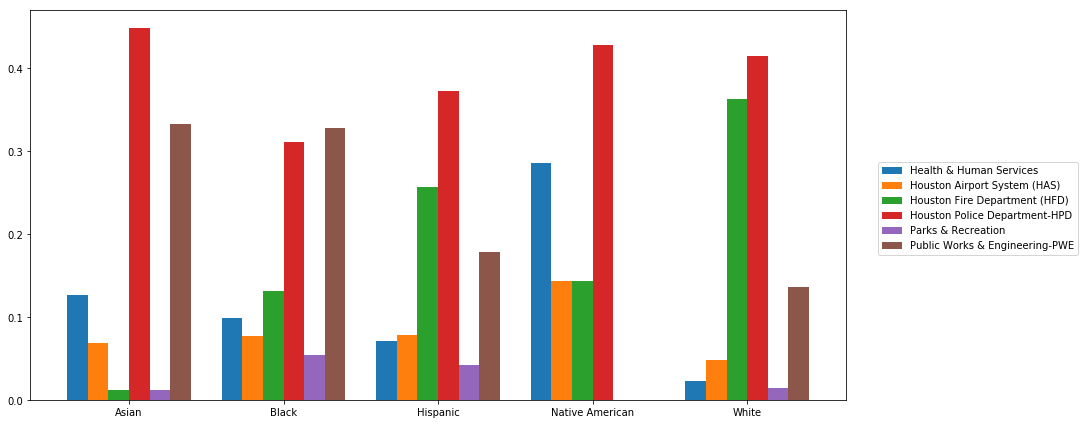 0.4
0.3
0.2
0.1
0.0
Asian
Black
Hispanic
Native American
White
Health & Human Services
Houston Airport System (HAS)
Houston Fire Department (HFD)
Houston Police Department-HPD
Parks & Recreation
Public Works & Engineering-PWE